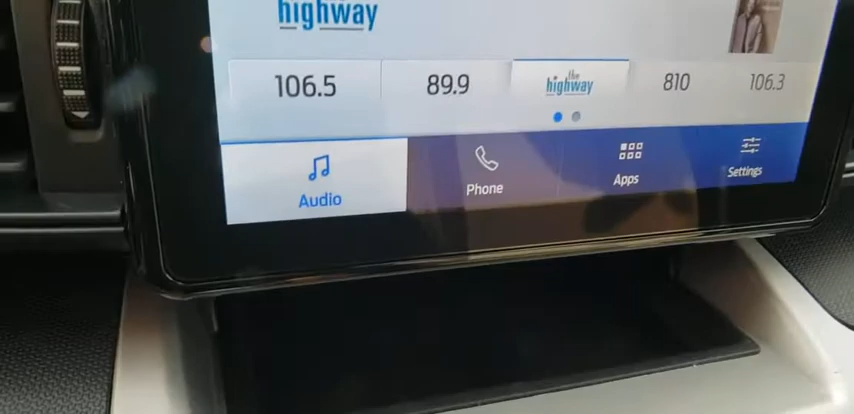 highway
106.5
89.9
the
highway
810
106.3
Audio
Phone
Apps
Settings